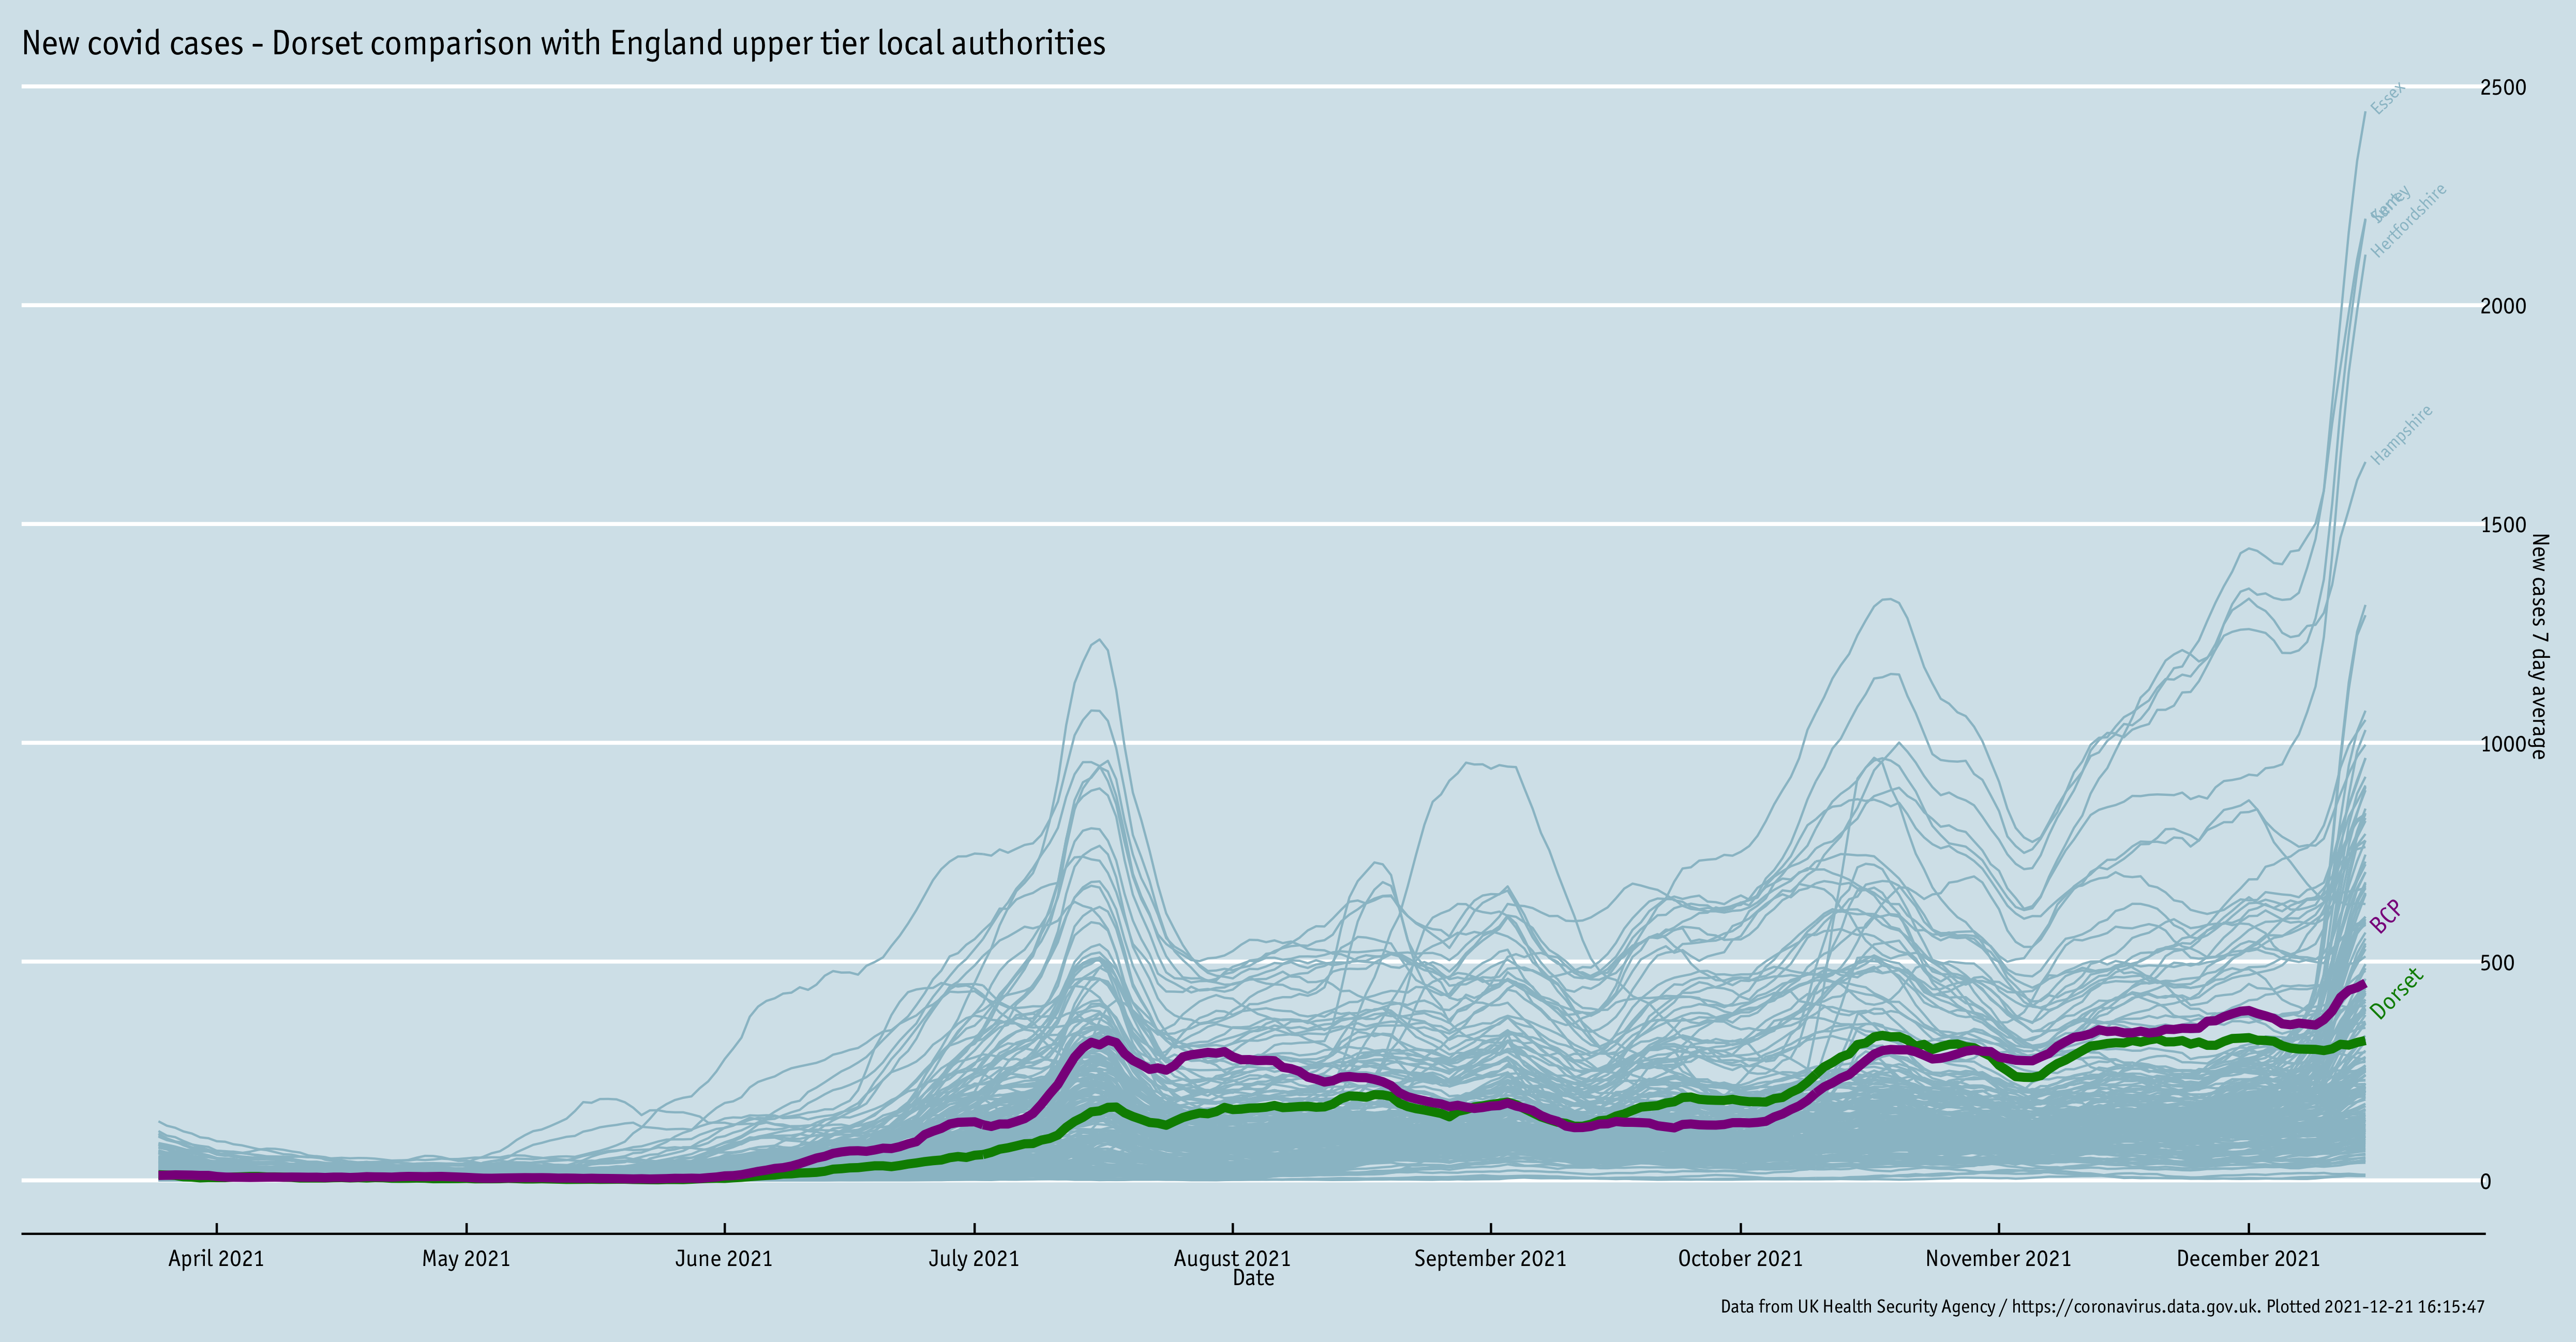 New covid cases - Dorset comparison with England upper tier local authorities
2500
Essex
Hertfordshire
2000
Hampshire
1500
New cases 7 day average
1000
BCP
500
Dorset
0
April 2021
May 2021
June 2021
July 2021
August 2021
September 2021
October 2021
November 2021
December 2021
Date
Data from UK Health Security Agency / https://coronavirus.data.gov.uk. Plotted 2021-12-21 16:15:47